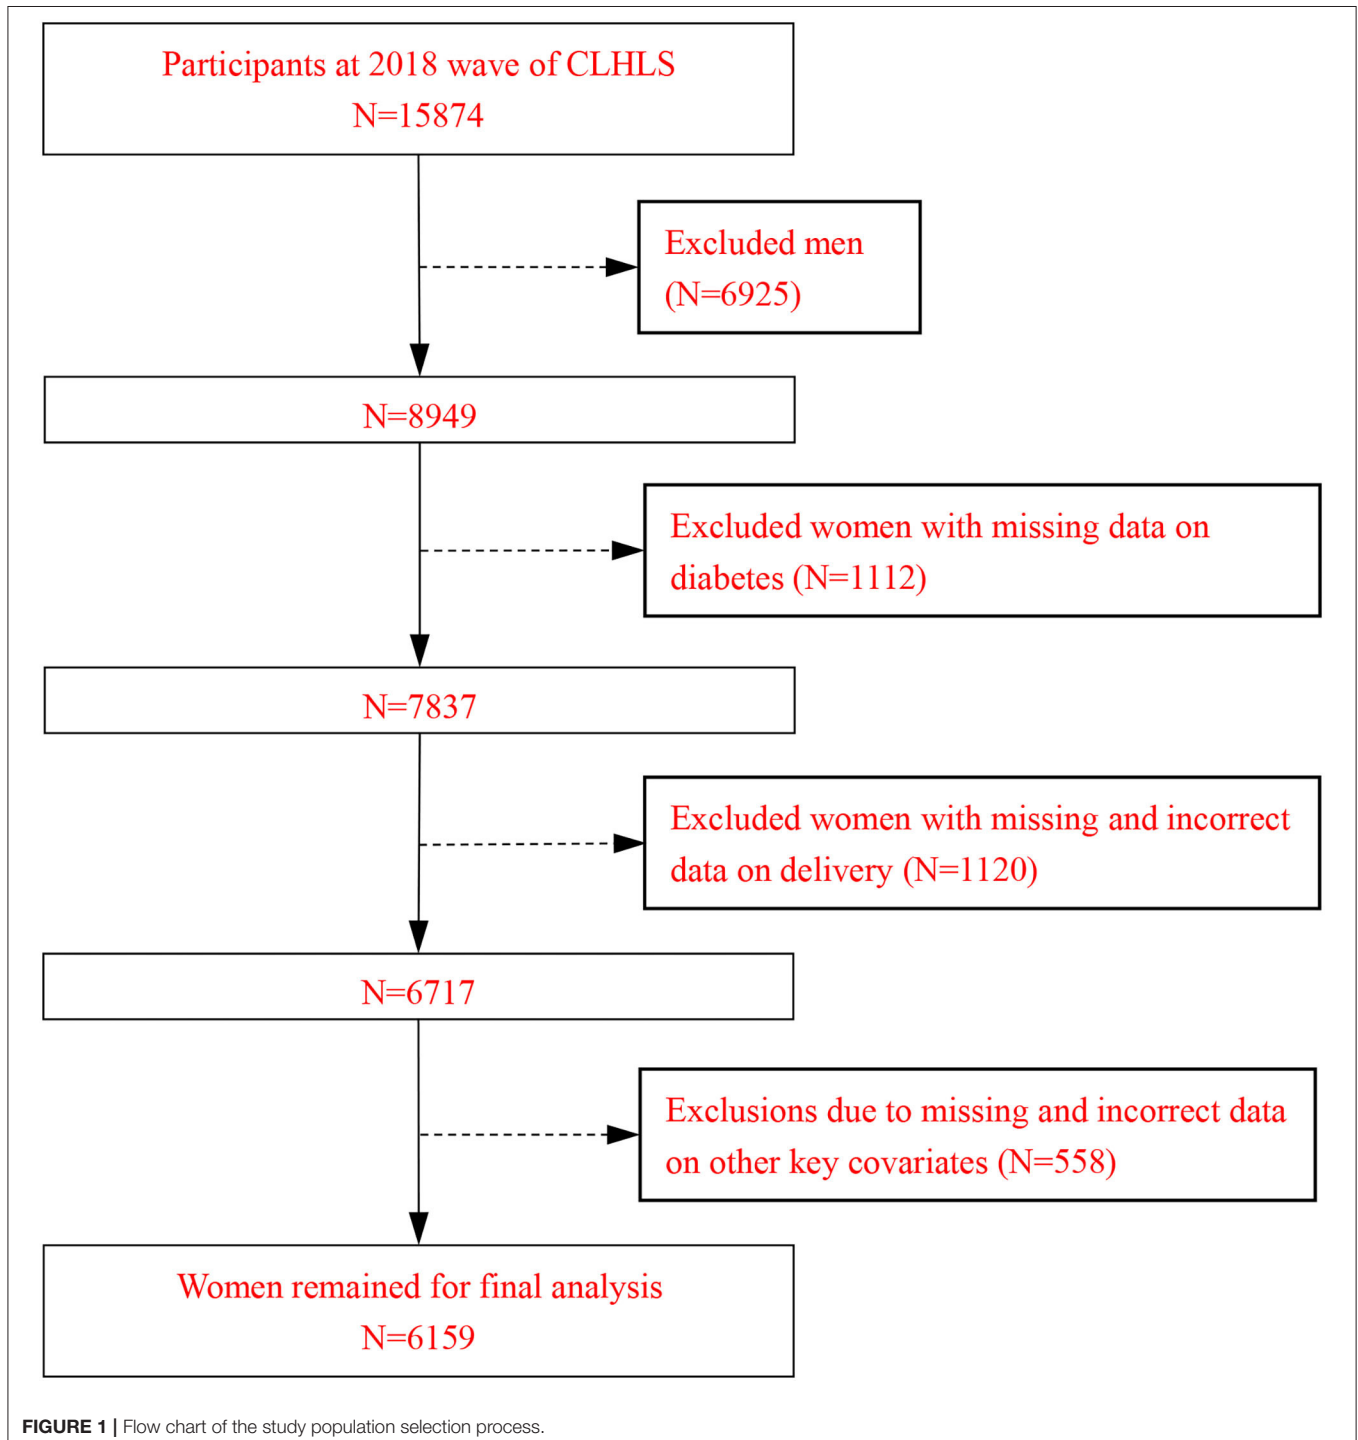 Participants at 2018 wave of CLHLS
N=15874
Excluded men
(N=6925)
N=8949
Excluded women with missing data on
diabetes (N=1112)
N=7837
Excluded women with missing and incorrect
data on delivery (N=1120)
N=6717
Exclusions due to missing and incorrect data
on other key covariates (N=558)
Women remained for final analysis
N=6159
FIGURE 1 | Flow chart of the study population selection process.